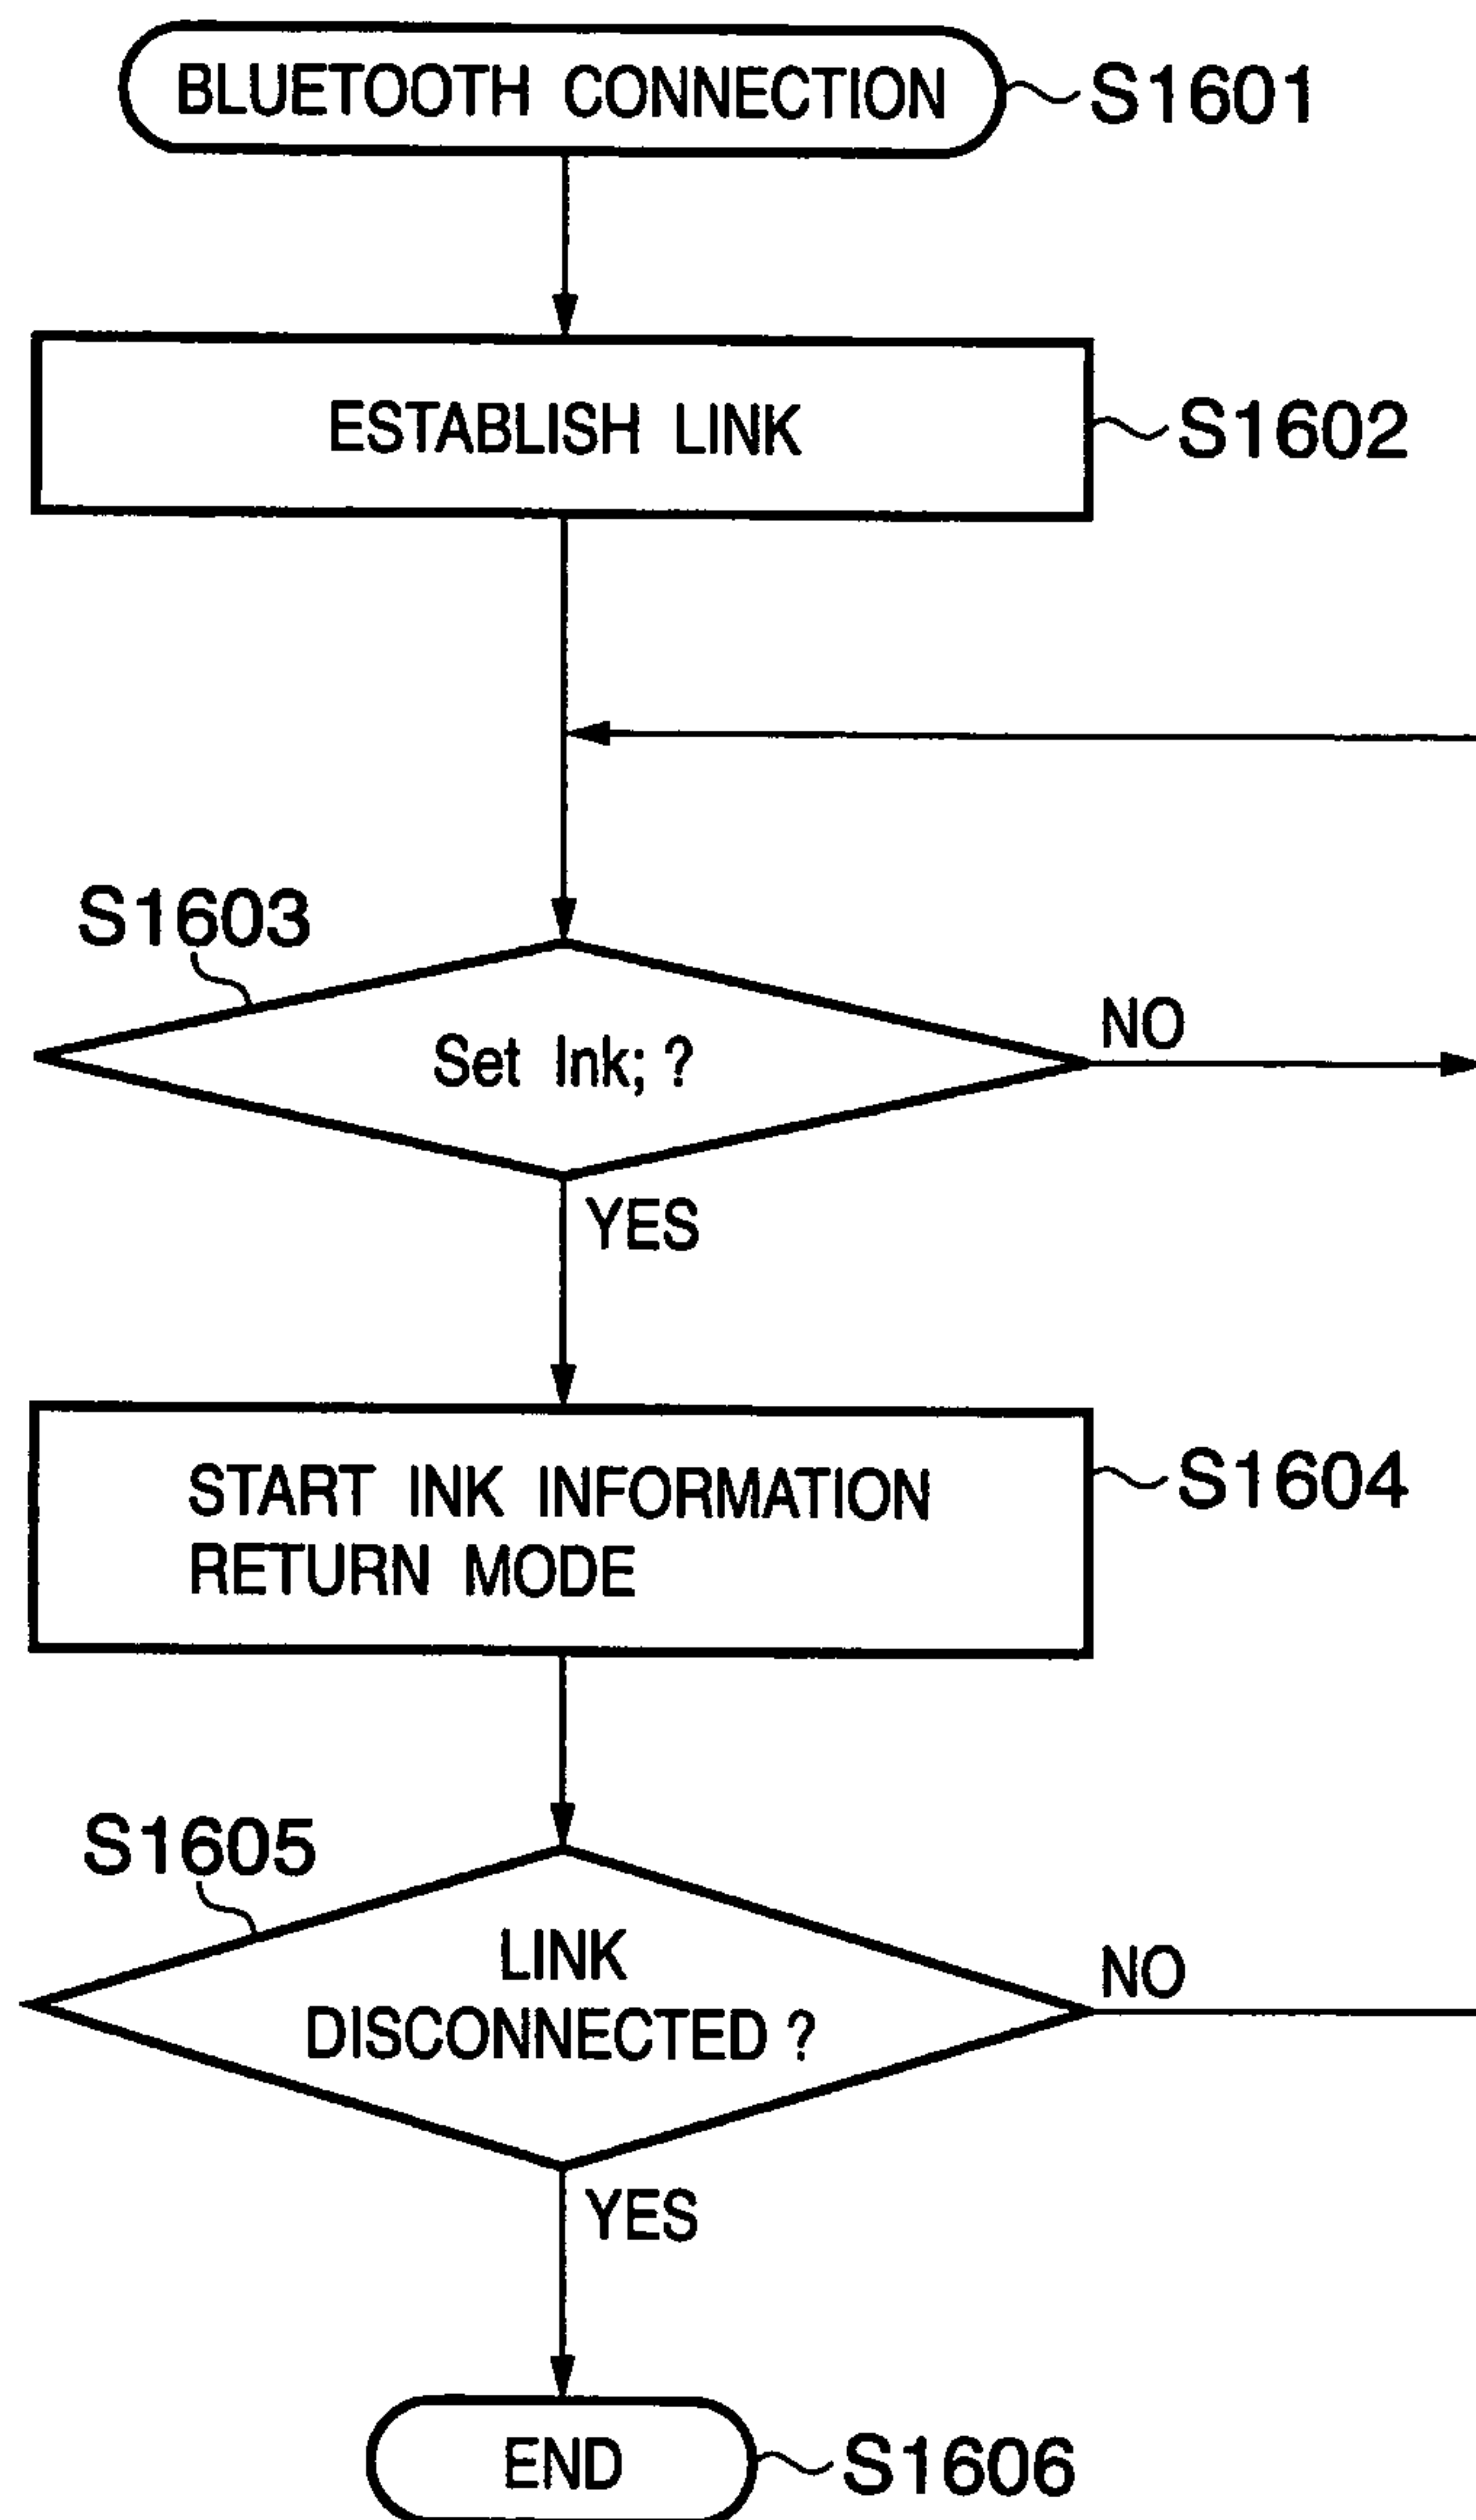 BLUETOOTH CONNECTION
S1601
ESTABLISH LINK
S1602
S1603
Set Ink; ?
NO
YES
START INK INFORMATION
RETURN MODE
S1604
S1605
LINK
DISCONNECTED ?
NO
YES
END
S1606